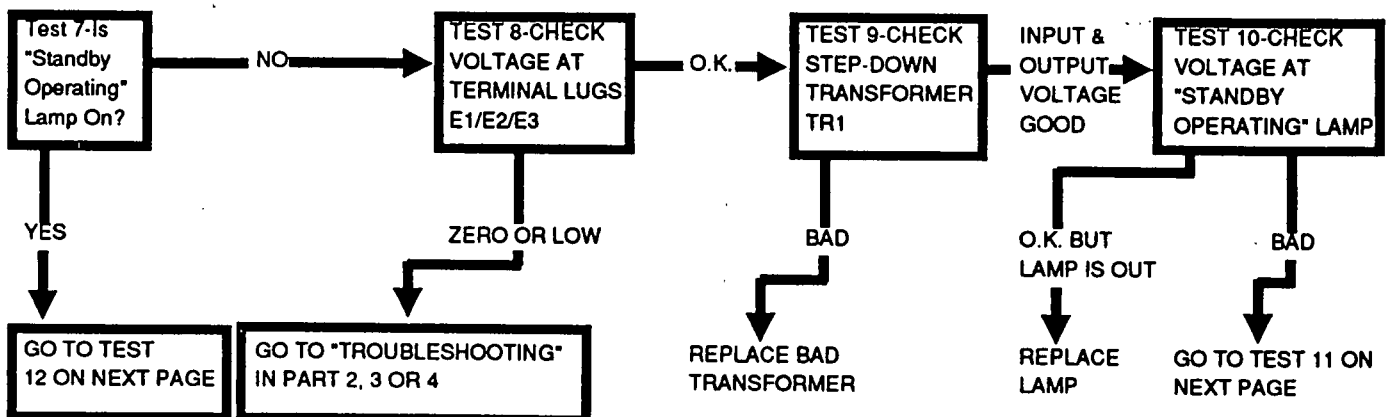 Test 7-Is
"Standby
Operating"
Lamp On?
NO
TEST 8-CHECK
VOLTAGE AT
TERMINAL LUGS
E1/E2/E3
O.K.
TEST 9-CHECK
STEP-DOWN
TRANSFORMER
TR1
INPUT &
OUTPUT
VOLTAGE
GOOD
TEST 10-CHECK
VOLTAGE AT
"STANDBY
OPERATING" LAMP
YES
ZERO OR LOW
BAD
O.K. BUT
LAMP IS OUT
BAD
GO TO TEST
12 ON NEXT PAGE
GO TO "TROUBLESHOOTING"
IN PART 2, 3 OR 4
REPLACE BAD
TRANSFORMER
REPLACE
LAMP
GO TO TEST 11 ON
NEXT PAGE